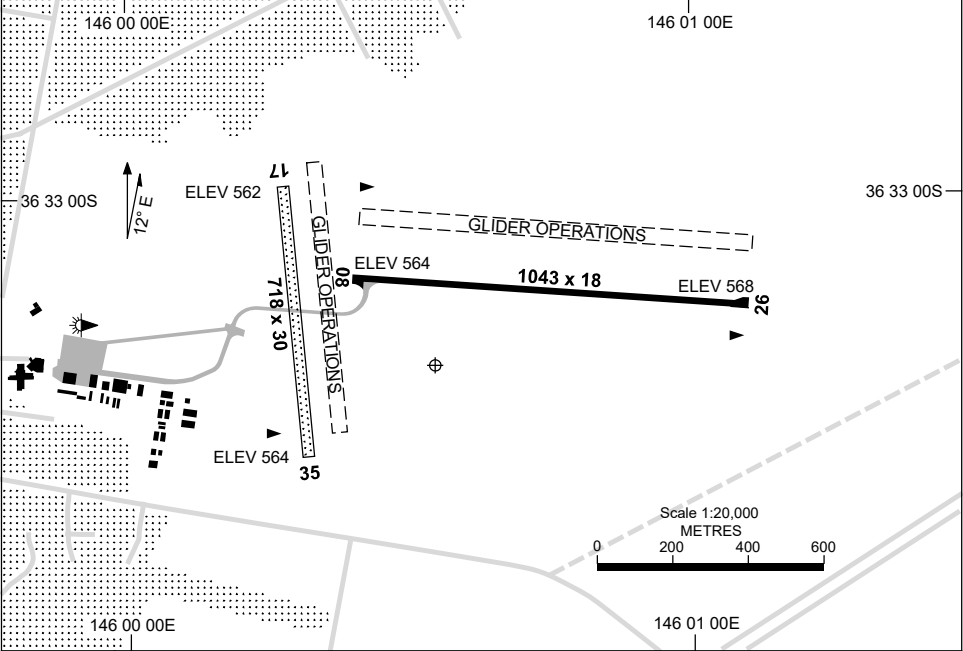 146 00 00E
146 01 00E
17
ELEV 562
36 33 00S
36 33 00S
12° E
GLIDER OPERATIONS
GLIDER OPERATIONS
08
ELEV 564
1043 x 18
ELEV 568
26
718 x 30
ELEV 564
35
Scale 1:20,000
METRES
0 200 400 600
146 00 00E
146 01 00E